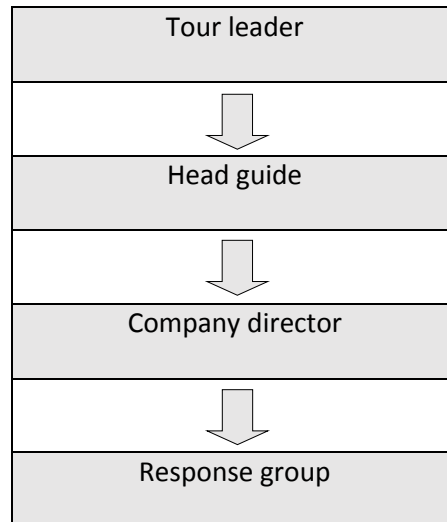 Tour leader
Head guide
Company director
Response group